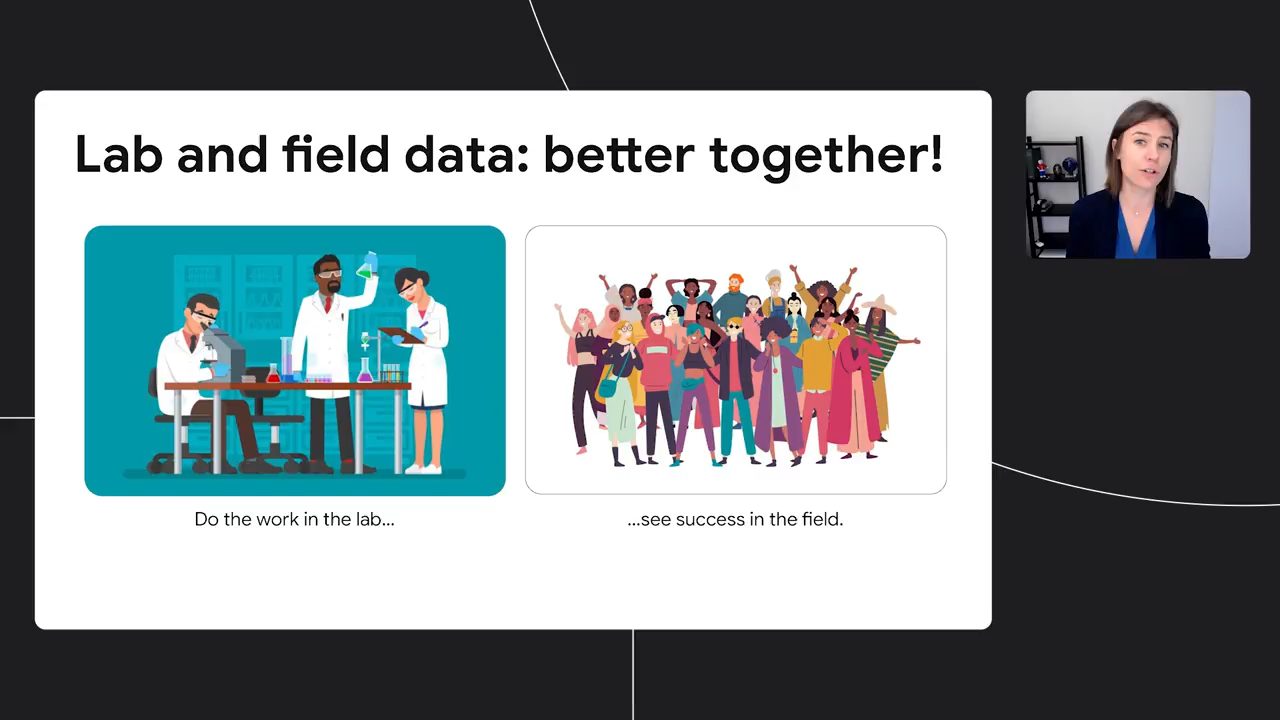 Lab and field data: better together!
Do the work in the lab...
...see success in the field.